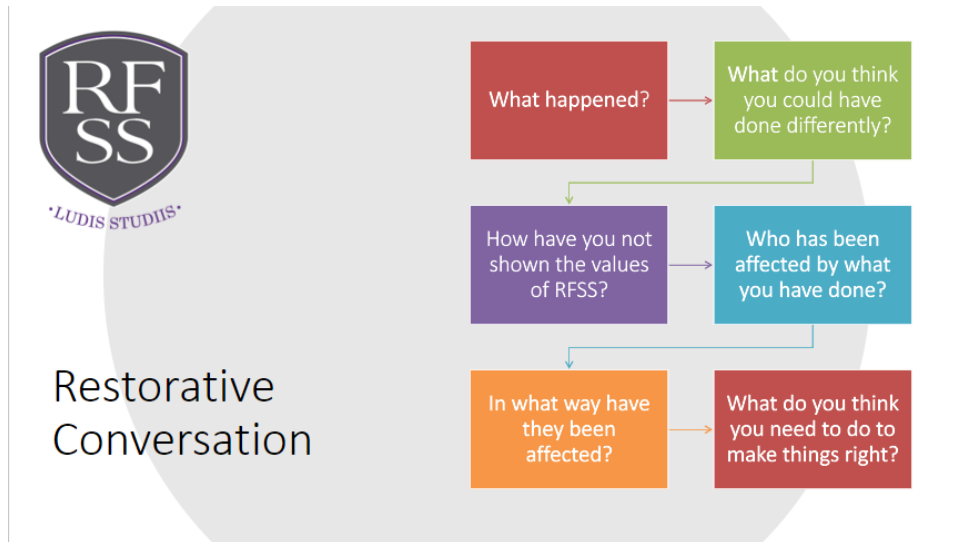 RF
SS
·LUDIS STUDIIS·
Restorative
Conversation
What happened?
What do you think
you could have
done differently?
How have you not
shown the values
of RFSS?
Who has been
affected by what
you have done?
In what way have
they been
affected?
What do you think
you need to do to
make things right?